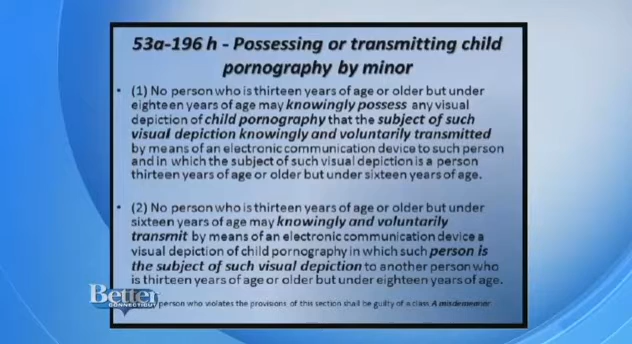 53a-196 h - Possessing or transmitting child
pornography by minor
• (1) No person who is thirteen years of age or older but under
eighteen years of age may knowingly possess any visual
depiction of child pornography that the subject of such
visual depiction knowingly and voluntarily transmitted
by means of an electronic communication device to such person
and in which the subject of such visual depiction is a person
thirteen years of age or older but under sixteen years of age.
• (2) No person who is thirteen years of age or older but under
sixteen years of age may knowingly and voluntarily
transmit by means of an electronic communication device a
visual depiction of child pornography in which such person is
the subject of such visual depiction to another person who
is thirteen years of age or older but under eighteen years of age.
person who violates the provisions of this section shall be guilty of a class A misdemeanor
Better
CONNECTICUT